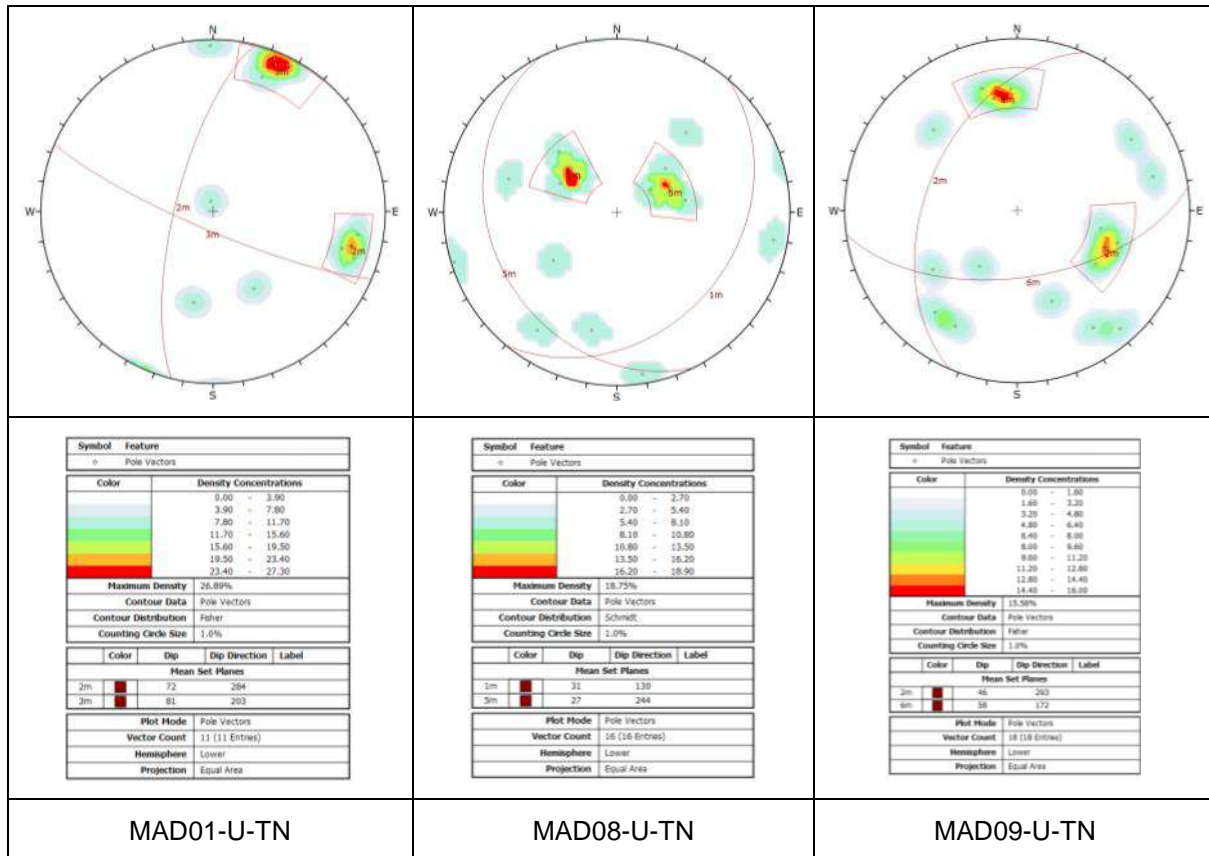 N
W
E
S
2m
3m
3m
2m
N
W
E
S
1m
5m
5m
1m
N
W
E
S
6m
2m
2m
6m
Symbol Feature
Pole Vectors
Color Density Concentrations
0.00 - 3.90
3.90 - 7.80
7.80 - 11.70
11.70 - 15.60
15.60 - 19.50
19.50 - 23.40
23.40 - 27.30
Maximum Density 26.89%
Contour Data Pole Vectors
Contour Distribution Fisher
Counting Circle Size 1.0%
Color Dip Dip Direction Label
Mean Set Planes
2m 72 284
3m 81 203
Plot Mode Pole Vectors
Vector Count 11 (11 Entries)
Hemisphere Lower
Projection Equal Area
Symbol Feature
Pole Vectors
Color Density Concentrations
0.00 - 2.70
2.70 - 5.40
5.40 - 8.10
8.10 - 10.80
10.80 - 13.50
13.50 - 16.20
16.20 - 18.90
Maximum Density 18.75%
Contour Data Pole Vectors
Contour Distribution Schmidt
Counting Circle Size 1.0%
Color Dip Dip Direction Label
Mean Set Planes
1m 31 130
5m 27 244
Plot Mode Pole Vectors
Vector Count 16 (16 Entries)
Hemisphere Lower
Projection Equal Area
Symbol Feature
Pole Vectors
Color Density Concentrations
0.00 - 1.60
1.60 - 3.20
3.20 - 4.80
4.80 - 6.40
6.40 - 8.00
8.00 - 9.60
9.60 - 11.20
11.20 - 12.80
12.80 - 14.40
14.40 - 16.00
Maximum Density 15.58%
Contour Data Pole Vectors
Contour Distribution Fisher
Counting Circle Size 1.0%
Color Dip Dip Direction Label
Mean Set Planes
2m 46 293
6m 58 172
Plot Mode Pole Vectors
Vector Count 18 (18 Entries)
Hemisphere Lower
Projection Equal Area
MAD01-U-TN
MAD08-U-TN
MAD09-U-TN